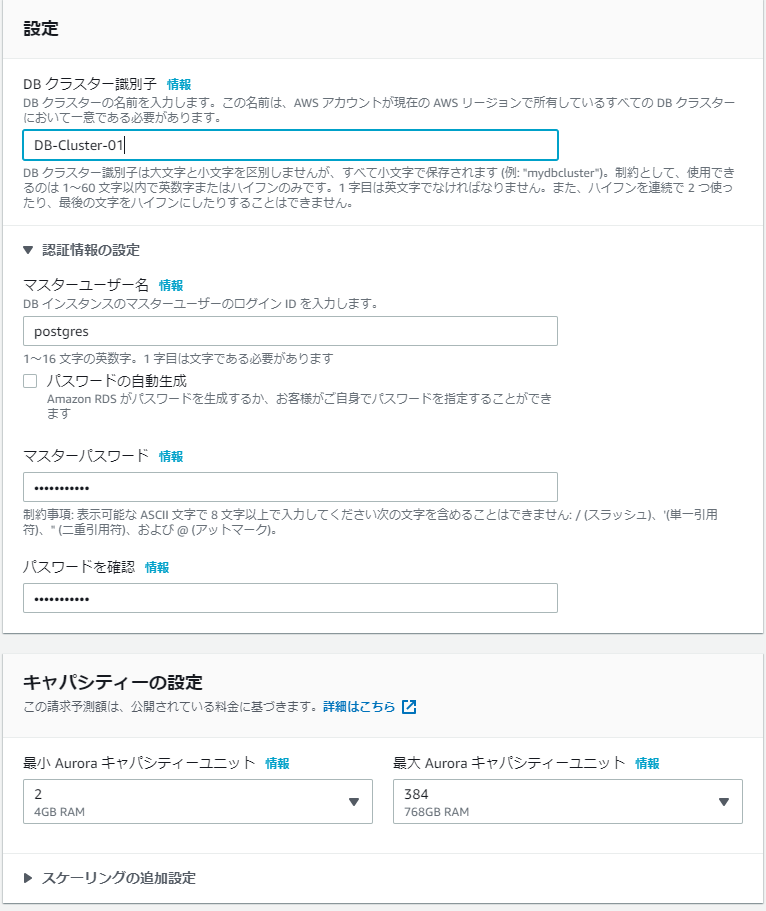 設定
DB クラスター識別子 情報
DB クラスターの名前を入力します。この名前は、AWS アカウントが現在の AWS リージョンで所有しているすべての DB クラスター
において一意である必要があります。
DB-Cluster-01
DB クラスター識別子は大文字と小文字を区別しませんが、すべて小文字で保存されます (例: "mydbcluster")。制約として、使用でき
るのは 1～60 文字以内で英数字またはハイフンのみです。1 字目は英文字でなければなりません。また、ハイフンを連続で 2 つ使っ
たり、最後の文字をハイフンにしたりすることはできません。
▼ 認証情報の設定
マスターユーザー名 情報
DB インスタンスのマスターユーザーのログイン ID を入力します。
postgres
1～16 文字の英数字。1 字目は文字である必要があります
パスワードの自動生成
Amazon RDS がパスワードを生成するか、お客様がご自身でパスワードを指定することができ
ます
マスターパスワード 情報
•••••••••••
制約事項: 表示可能な ASCII 文字で 8 文字以上で入力してください次の文字を含めることはできません: / (スラッシュ)、'(単一引用
符)、" (二重引用符)、および @ (アットマーク)。
パスワードを確認 情報
•••••••••••
キャパシティーの設定
この請求予測額は、公開されている料金に基づきます。詳細はこちら
最小 Aurora キャパシティーユニット 情報
2
4GB RAM
最大 Aurora キャパシティーユニット 情報
384
768GB RAM
▶ スケーリングの追加設定